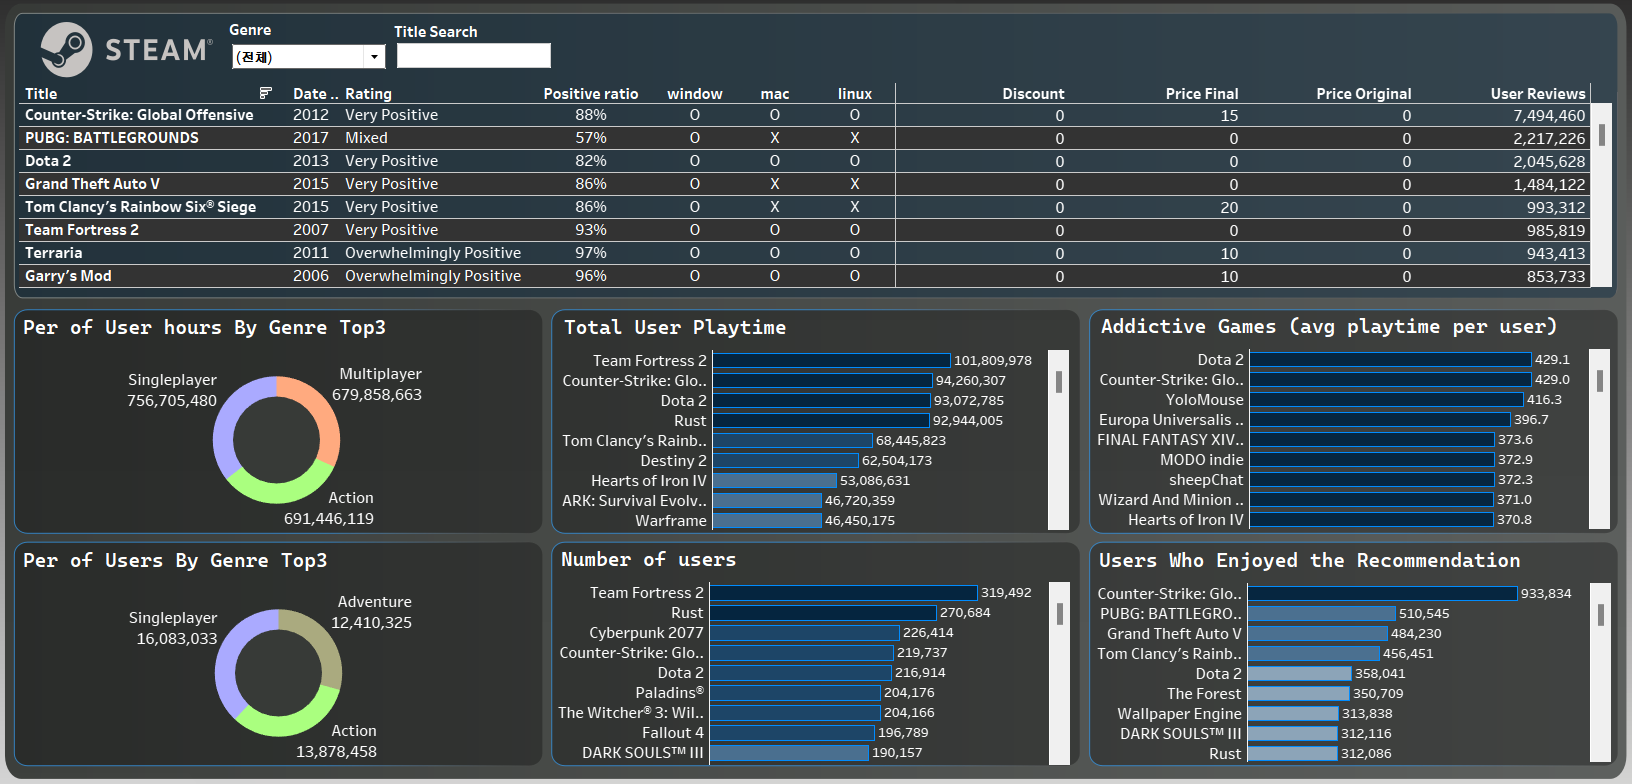 STEAM®
Genre
(전체)
Title Search
Title Date .. Rating Positive ratio window mac linux Discount Price Final Price Original User Reviews
Counter-Strike: Global Offensive 2012 Very Positive 88% O O O 0 15 0 7,494,460
PUBG: BATTLEGROUNDS 2017 Mixed 57% O X X 0 0 0 2,217,226
Dota 2 2013 Very Positive 82% O O O 0 0 0 2,045,628
Grand Theft Auto V 2015 Very Positive 86% O X X 0 0 0 1,484,122
Tom Clancy's Rainbow Six® Siege 2015 Very Positive 86% O X X 0 20 0 993,312
Team Fortress 2 2007 Very Positive 93% O O O 0 0 0 985,819
Terraria 2011 Overwhelmingly Positive 97% O O O 0 10 0 943,413
Garry's Mod 2006 Overwhelmingly Positive 96% O O O 0 10 0 853,733
Per of User hours By Genre Top3
Singleplayer
756,705,480
Multiplayer
679,858,663
Action
691,446,119
Total User Playtime
Team Fortress 2 101,809,978
Counter-Strike: Glo.. 94,260,307
Dota 2 93,072,785
Rust 92,944,005
Tom Clancy's Rainb.. 68,445,823
Destiny 2 62,504,173
Hearts of Iron IV 53,086,631
ARK: Survival Evolv.. 46,720,359
Warframe 46,450,175
Addictive Games (avg playtime per user)
Dota 2 429.1
Counter-Strike: Glo.. 429.0
YoloMouse 416.3
Europa Universalis .. 396.7
FINAL FANTASY XIV.. 373.6
MODO indie 372.9
sheepChat 372.3
Wizard And Minion .. 371.0
Hearts of Iron IV 370.8
Per of Users By Genre Top3
Singleplayer
16,083,033
Adventure
12,410,325
Action
13,878,458
Number of users
Team Fortress 2 319,492
Rust 270,684
Cyberpunk 2077 226,414
Counter-Strike: Glo.. 219,737
Dota 2 216,914
Paladins® 204,176
The Witcher® 3: Wil.. 204,166
Fallout 4 196,789
DARK SOULS™ III 190,157
Users Who Enjoyed the Recommendation
Counter-Strike: Glo.. 933,834
PUBG: BATTLEGRO.. 510,545
Grand Theft Auto V 484,230
Tom Clancy's Rainb.. 456,451
Dota 2 358,041
The Forest 350,709
Wallpaper Engine 313,838
DARK SOULS™ III 312,116
Rust 312,086